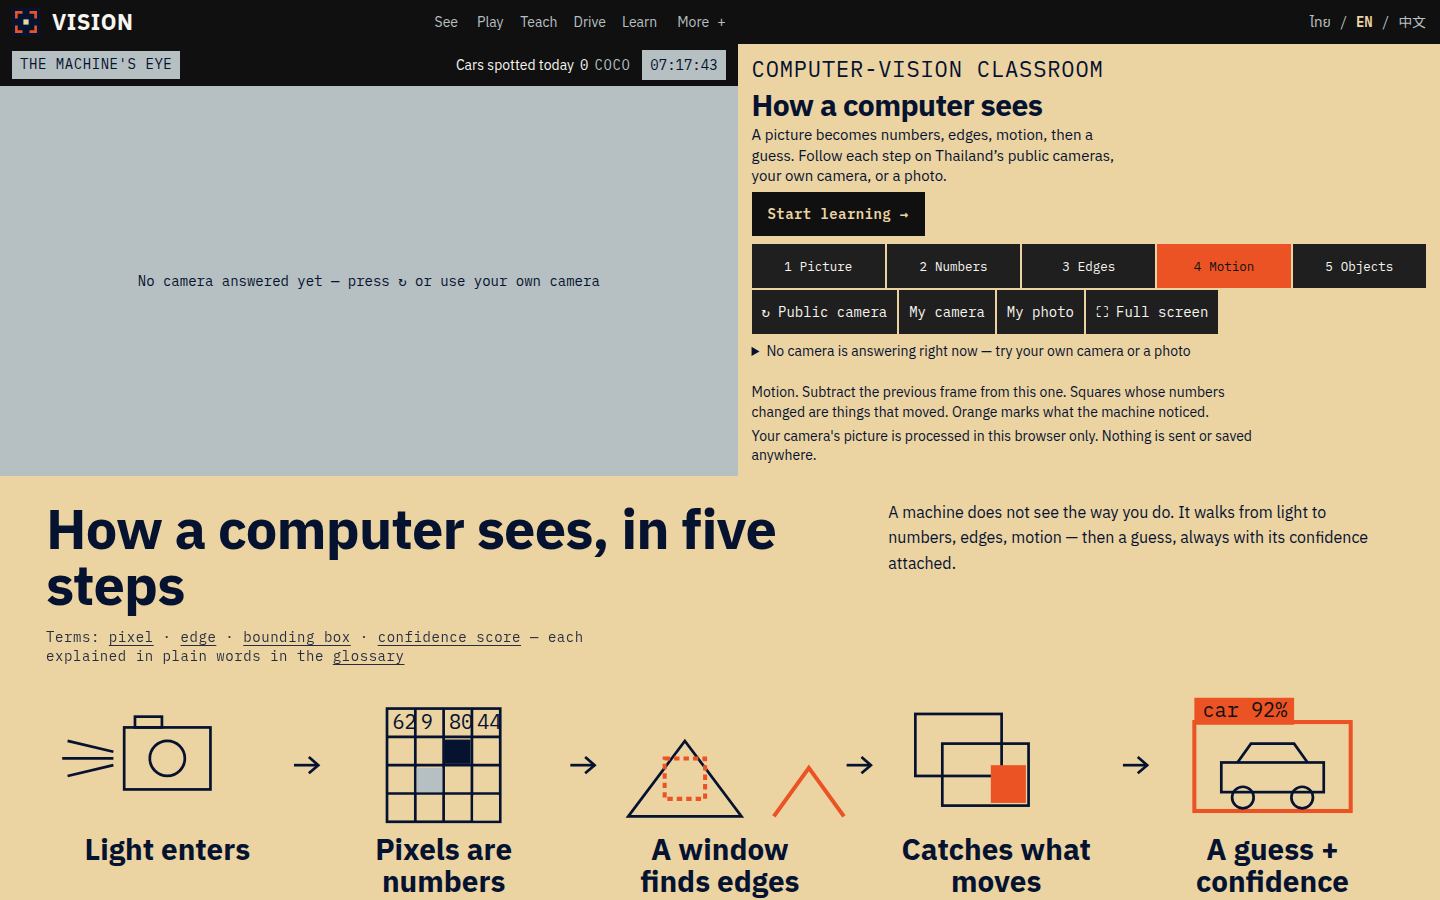 VISION
See Play Teach Drive Learn More +
ไทย / EN / 中文
THE MACHINE'S EYE
Cars spotted today 0 COCO 07:17:43
No camera answered yet — press ↻ or use your own camera
COMPUTER-VISION CLASSROOM
How a computer sees
A picture becomes numbers, edges, motion, then a
guess. Follow each step on Thailand’s public cameras,
your own camera, or a photo.
Start learning →
1 Picture 2 Numbers 3 Edges 4 Motion 5 Objects
↻ Public camera My camera My photo ⛶ Full screen
▶ No camera is answering right now — try your own camera or a photo
Motion. Subtract the previous frame from this one. Squares whose numbers
changed are things that moved. Orange marks what the machine noticed.
Your camera's picture is processed in this browser only. Nothing is sent or saved
anywhere.
How a computer sees, in five
steps
A machine does not see the way you do. It walks from light to
numbers, edges, motion — then a guess, always with its confidence
attached.
Terms: pixel · edge · bounding box · confidence score — each
explained in plain words in the glossary
62 9 80 44
car 92%
Light enters
Pixels are
numbers
A window
finds edges
Catches what
moves
A guess +
confidence